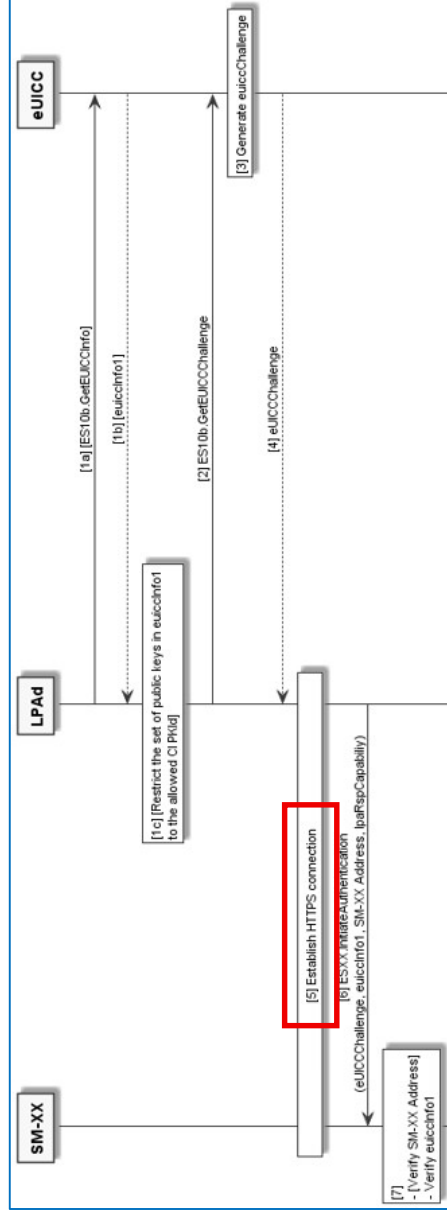 SM-XX
LPAd
eUICC
[1a] [ES10b.GetEUICCInfo]
[1b] [euiccInfo1]
[1c] [Restrict the set of public keys in euiccInfo1
to the allowed CI PKId]
[2] ES10b.GetEUICCChallenge
[3] Generate euiccChallenge
[4] eUICCChallenge
[5] Establish HTTPS connection
[6] ESXX.InitiateAuthentication
(eUICCChallenge, euiccInfo1, SM-XX Address, lpaRspCapabiliy)
[7]
- [Verify SM-XX Address]
- Verify euiccInfo1